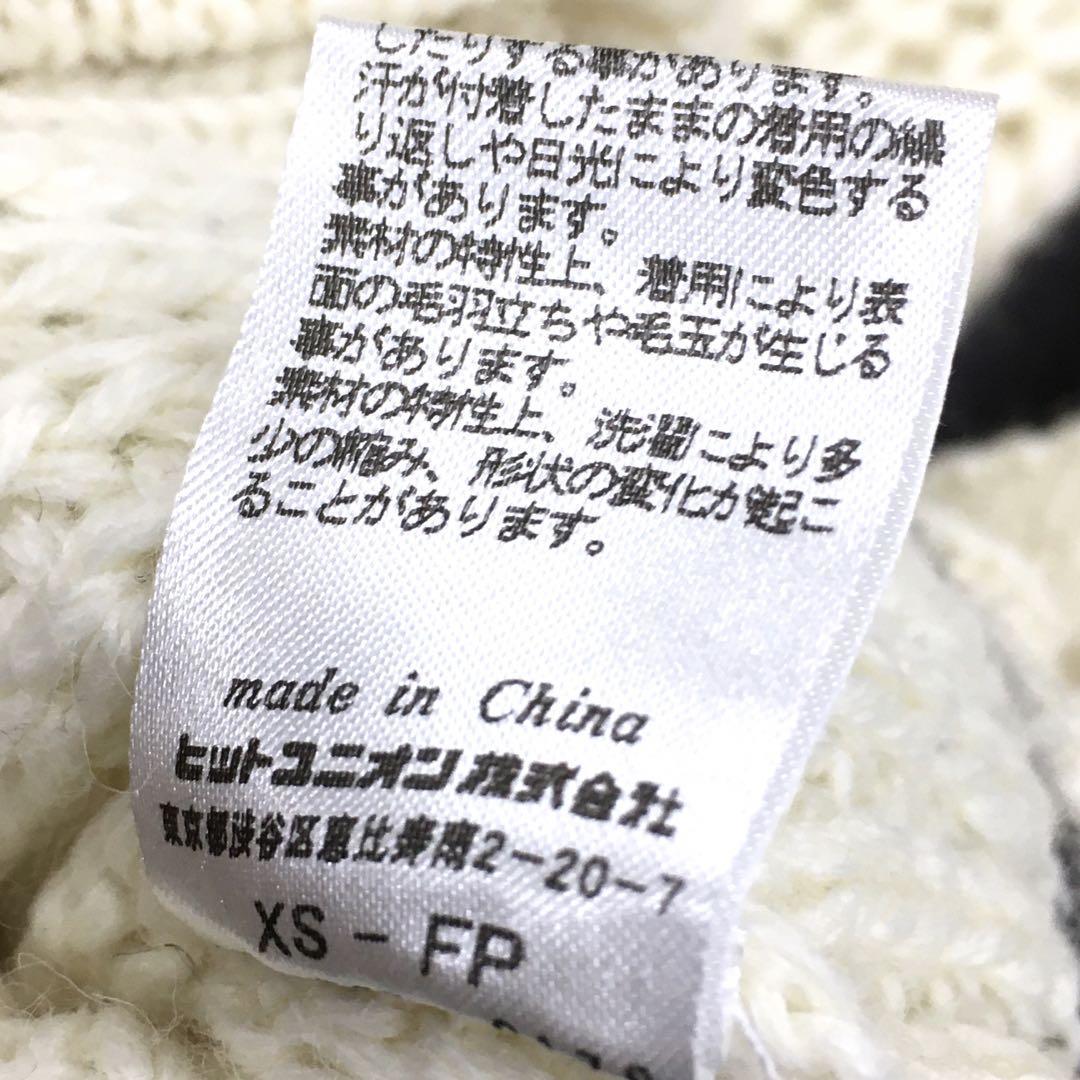 したりする事があります。
汗が付着したままの着用の繰
り返しや日光により変色する
事があります。
素材の特性上、着用により表
面の毛羽立ちや毛玉が生じる
事があります。
素材の特性上、洗濯により多
少の縮み、形状の変化が起こ
ることがあります。
made in China
ヒットユニオン株式会社
東京都渋谷区恵比寿南2-20-7
XS - FP